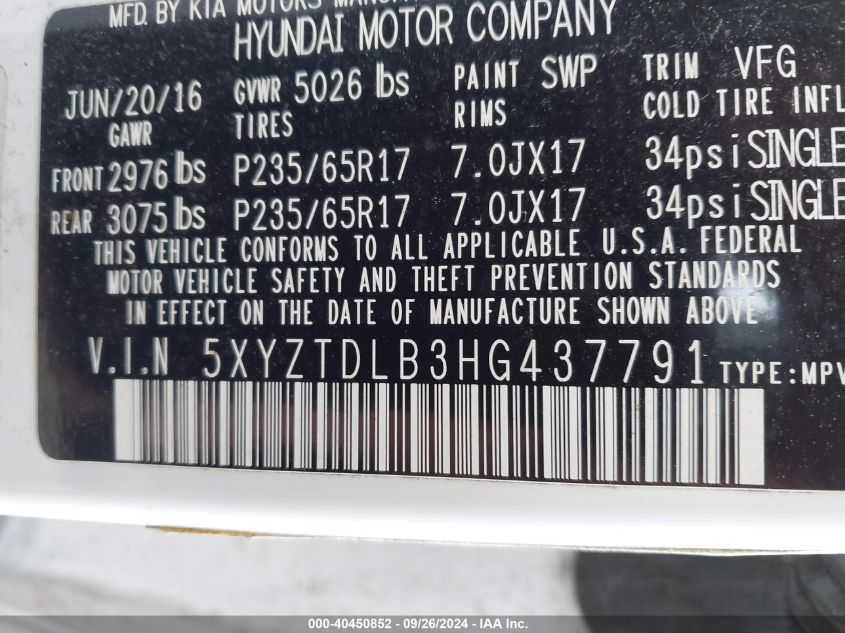 MFD. BY KIA MOTORS
HYUNDAI MOTOR COMPANY
JUN/20/16 GVWR 5026 lbs PAINT SWP TRIM VFG
GAWR TIRES RIMS COLD TIRE INFL
FRONT 2976 lbs P235/65R17 7.0JX17 34psi SINGLE
REAR 3075 lbs P235/65R17 7.0JX17 34psi SINGLE
THIS VEHICLE CONFORMS TO ALL APPLICABLE U.S.A. FEDERAL
MOTOR VEHICLE SAFETY AND THEFT PREVENTION STANDARDS
IN EFFECT ON THE DATE OF MANUFACTURE SHOWN ABOVE
V.I.N 5XYZTDLB3HG437791 TYPE:MPV
000-40450852 - 09/26/2024 - IAAI.COM